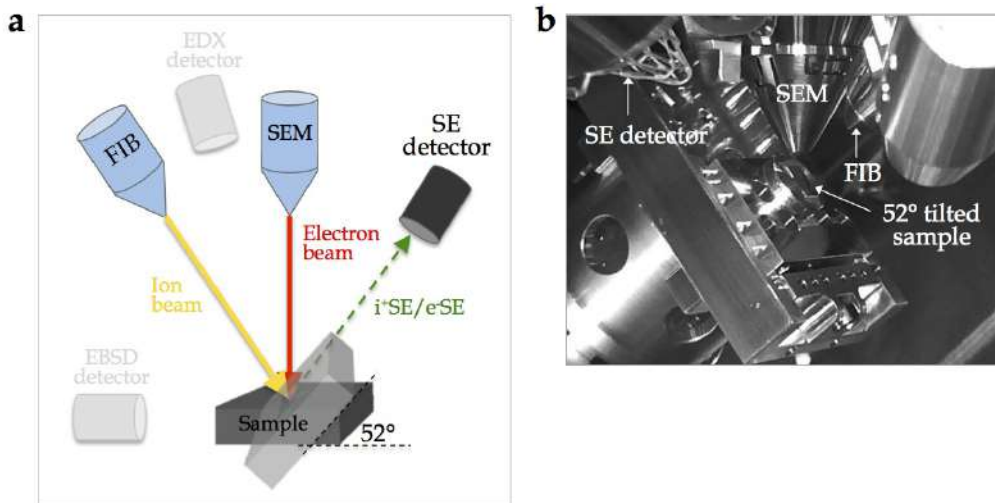 a
EDX
detector
FIB
SEM
SE
detector
Electron
beam
Ion
beam
i⁺SE/e⁻SE
EBSD
detector
Sample
52°
b
SEM
SE detector
FIB
52° tilted
sample